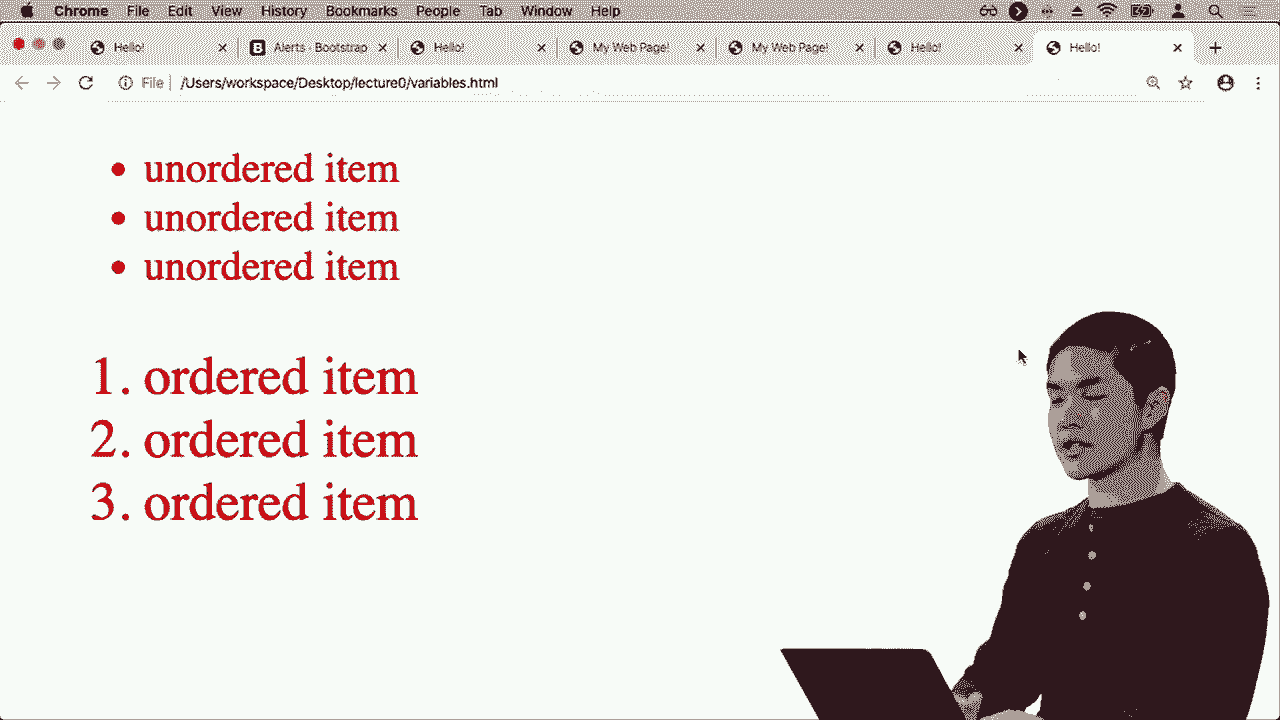 Chrome File Edit View History Bookmarks People Tab Window Help
Hello! Alerts · Bootstrap Hello! My Web Page! My Web Page! Hello! Hello!
File /Users/workspace/Desktop/lecture0/variables.html
• unordered item
• unordered item
• unordered item
1. ordered item
2. ordered item
3. ordered item